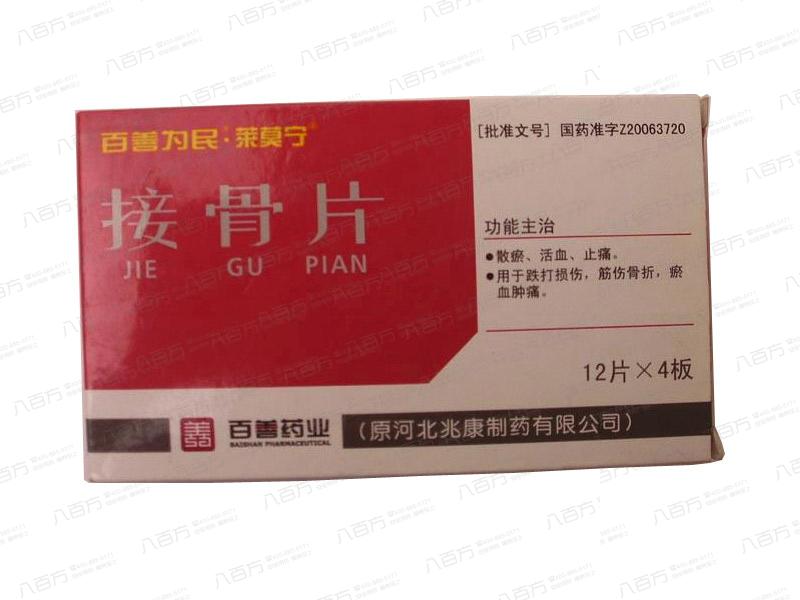 百善为民®·莱莫宁®
接骨片
JIE GU PIAN
[批准文号] 国药准字Z20063720
功能主治
●散瘀、活血、止痛。
●用于跌打损伤，筋伤骨折，瘀
血肿痛。
12片×4板
百善药业
BAISHAN PHARMACEUTICAL
(原河北兆康制药有限公司)
八百方